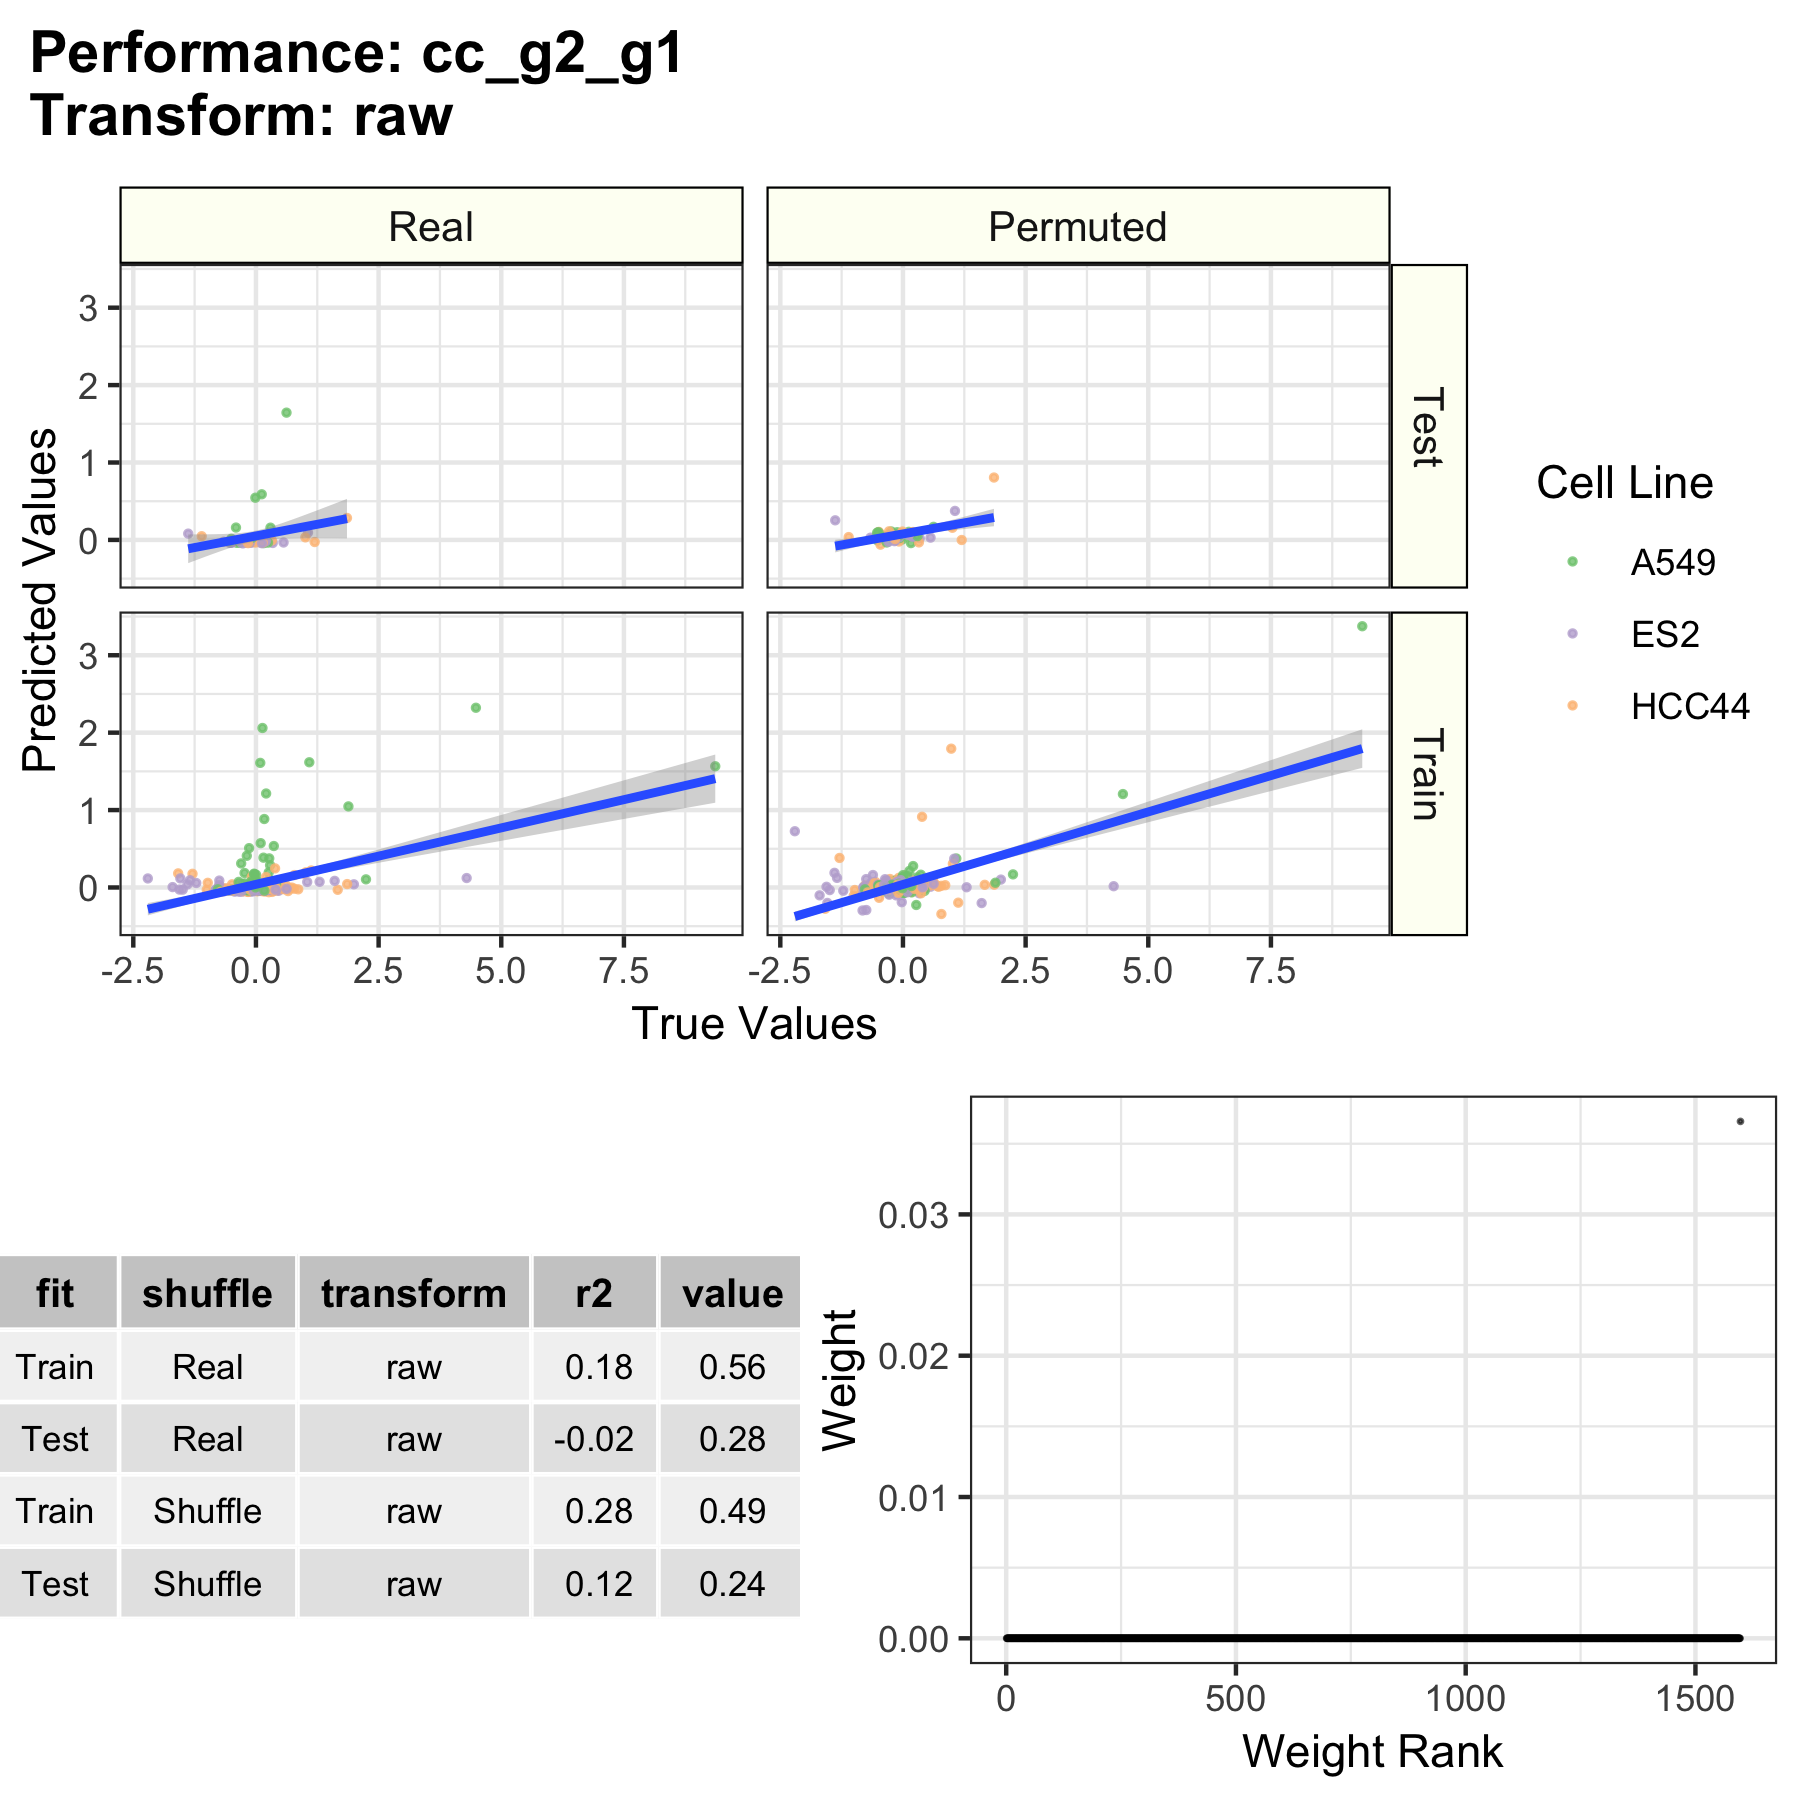 Performance: cc_g2_g1
Transform: raw
Real
Permuted
Predicted Values
3
2
1
0
Test
3
2
1
0
Train
-2.5 0.0 2.5 5.0 7.5
-2.5 0.0 2.5 5.0 7.5
True Values
Cell Line
A549
ES2
HCC44
fit shuffle transform r2 value
Train Real raw 0.18 0.56
Test Real raw -0.02 0.28
Train Shuffle raw 0.28 0.49
Test Shuffle raw 0.12 0.24
Weight
0.03
0.02
0.01
0.00
0 500 1000 1500
Weight Rank